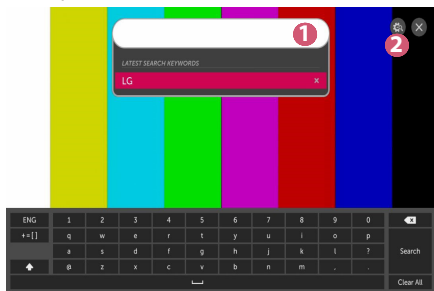 1
2
LATEST SEARCH KEYWORDS
LG x
ENG 1 2 3 4 5 6 7 8 9 0
+=[] q w e r t y u i o p
a s d f g h j k l ? Search
@ z x c v b n m , .
Clear All